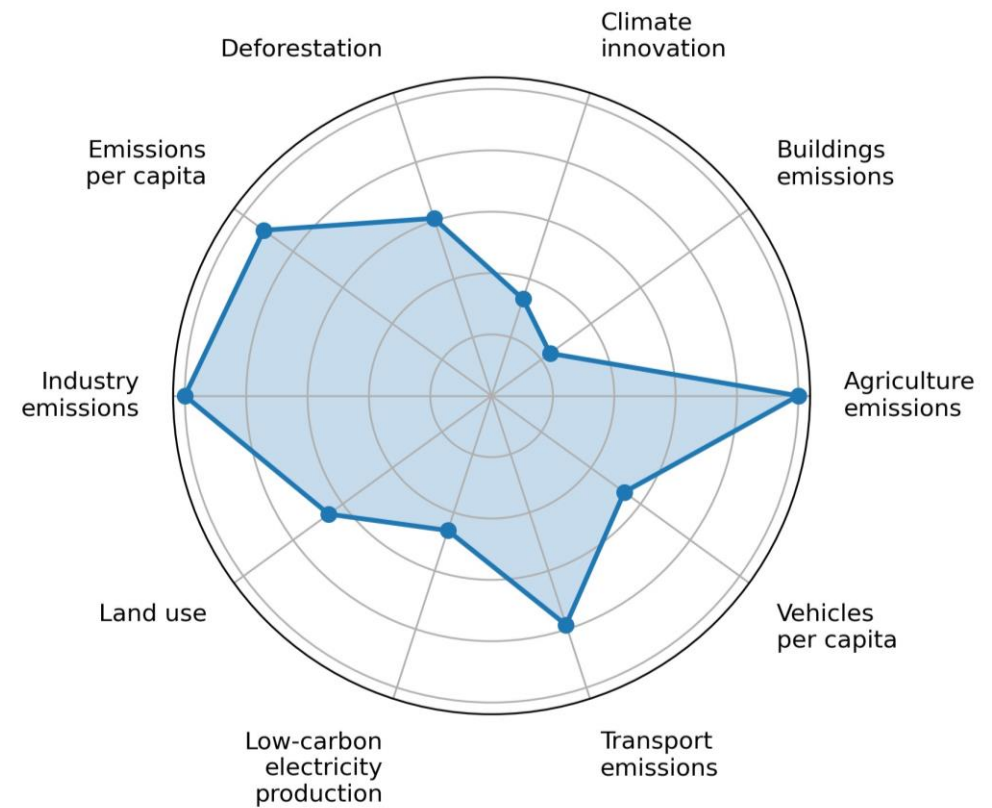 Climate
innovation
Deforestation
Buildings
emissions
Emissions
per capita
Agriculture
emissions
Industry
emissions
Land use
Vehicles
per capita
Low-carbon
electricity
production
Transport
emissions